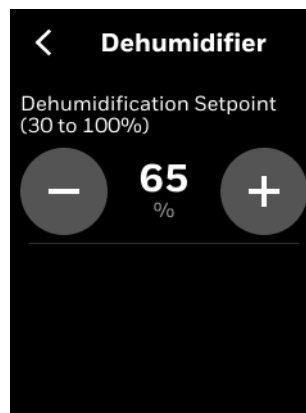 Dehumidifier
Dehumidification Setpoint
(30 to 100%)
65
%